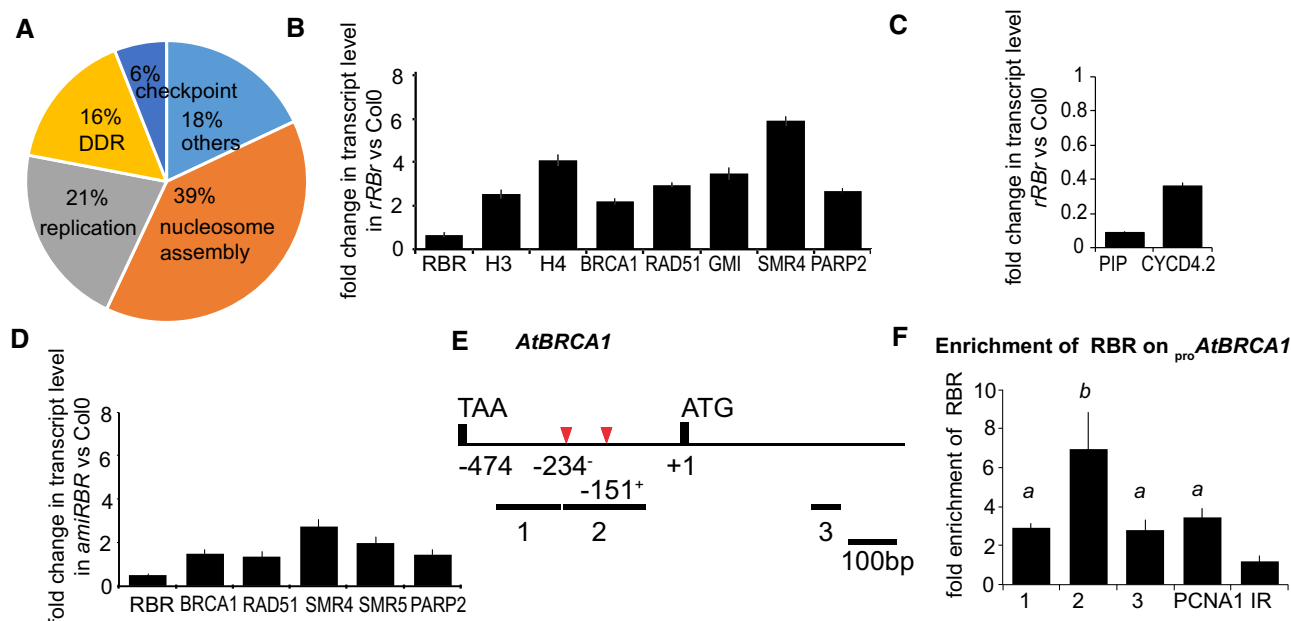 A
6%
checkpoint
18%
others
16%
DDR
21%
replication
39%
nucleosome
assembly
B
fold change in transcript level
in rRBr vs Col0
8
6
4
2
0
RBR H3 H4 BRCA1 RAD51 GMI SMR4 PARP2
C
fold change in transcript level
rRBr vs Col0
1
0.8
0.6
0.4
0.2
0
PIP CYCD4.2
D
fold change in transcript level
in amiRBR vs Col0
8
6
4
2
0
RBR BRCA1 RAD51 SMR4 SMR5 PARP2
E AtBRCA1
TAA ATG
-474 -234⁻ +1
-151⁺
1 2 3
100bp
F Enrichment of RBR on proAtBRCA1
fold enrichment of RBR
10
8
6
4
2
0
a b a a
1 2 3 PCNA1 IR